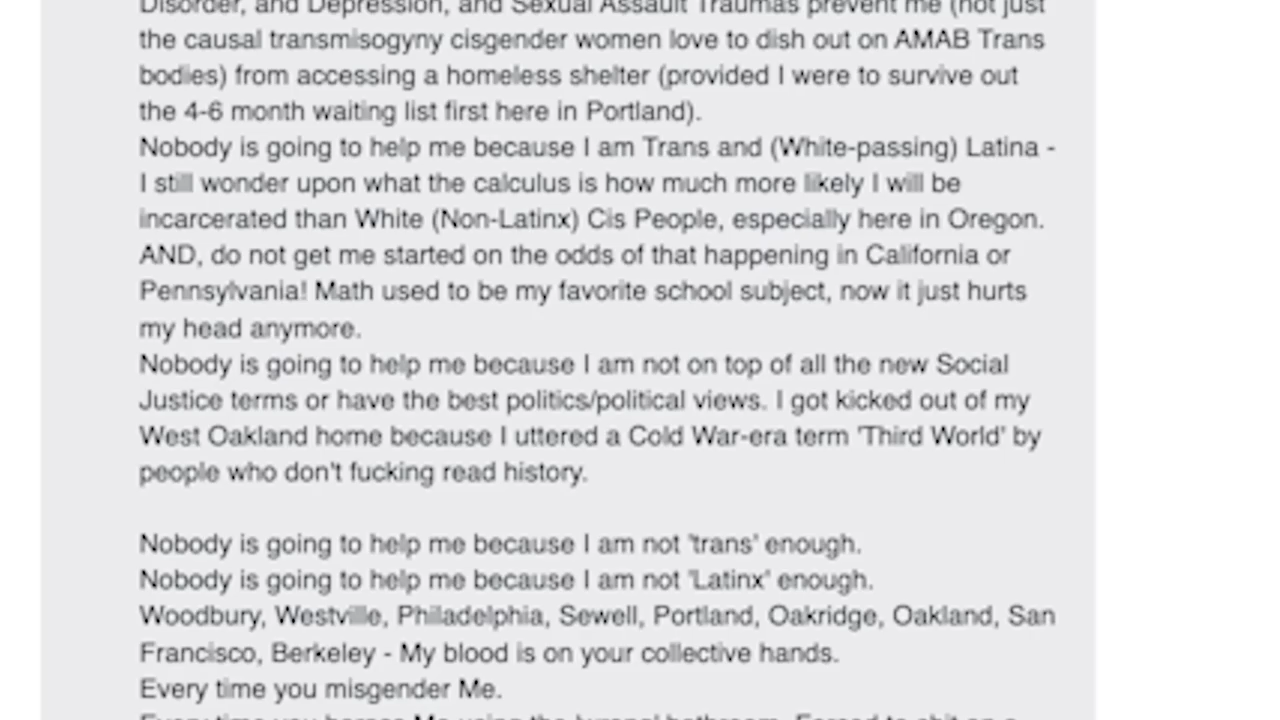 Disorder, and Depression, and Sexual Assault Traumas prevent me (not just
the causal transmisogyny cisgender women love to dish out on AMAB Trans
bodies) from accessing a homeless shelter (provided I were to survive out
the 4-6 month waiting list first here in Portland).
Nobody is going to help me because I am Trans and (White-passing) Latina -
I still wonder upon what the calculus is how much more likely I will be
incarcerated than White (Non-Latinx) Cis People, especially here in Oregon.
AND, do not get me started on the odds of that happening in California or
Pennsylvania! Math used to be my favorite school subject, now it just hurts
my head anymore.
Nobody is going to help me because I am not on top of all the new Social
Justice terms or have the best politics/political views. I got kicked out of my
West Oakland home because I uttered a Cold War-era term 'Third World' by
people who don't fucking read history.
Nobody is going to help me because I am not 'trans' enough.
Nobody is going to help me because I am not 'Latinx' enough.
Woodbury, Westville, Philadelphia, Sewell, Portland, Oakridge, Oakland, San
Francisco, Berkeley - My blood is on your collective hands.
Every time you misgender Me.